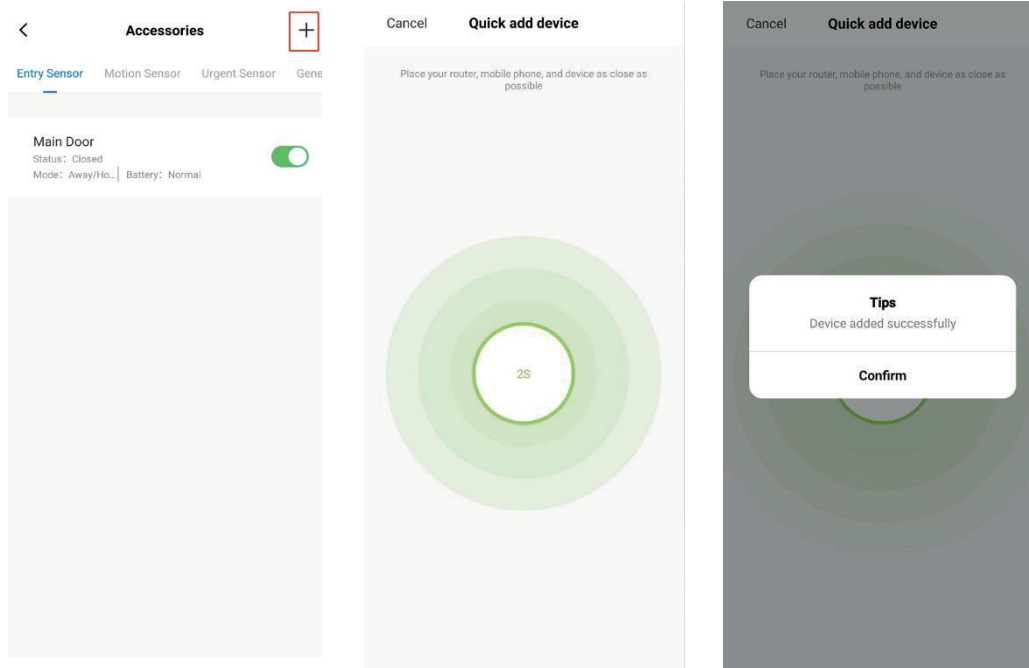 Accessories
Entry Sensor Motion Sensor Urgent Sensor Gene
Main Door
Status: Closed
Mode: Away/Ho... Battery: Normal
Cancel Quick add device
Place your router, mobile phone, and device as close as
possible
2S
Cancel Quick add device
Place your router, mobile phone, and device as close as
possible
Tips
Device added successfully
Confirm